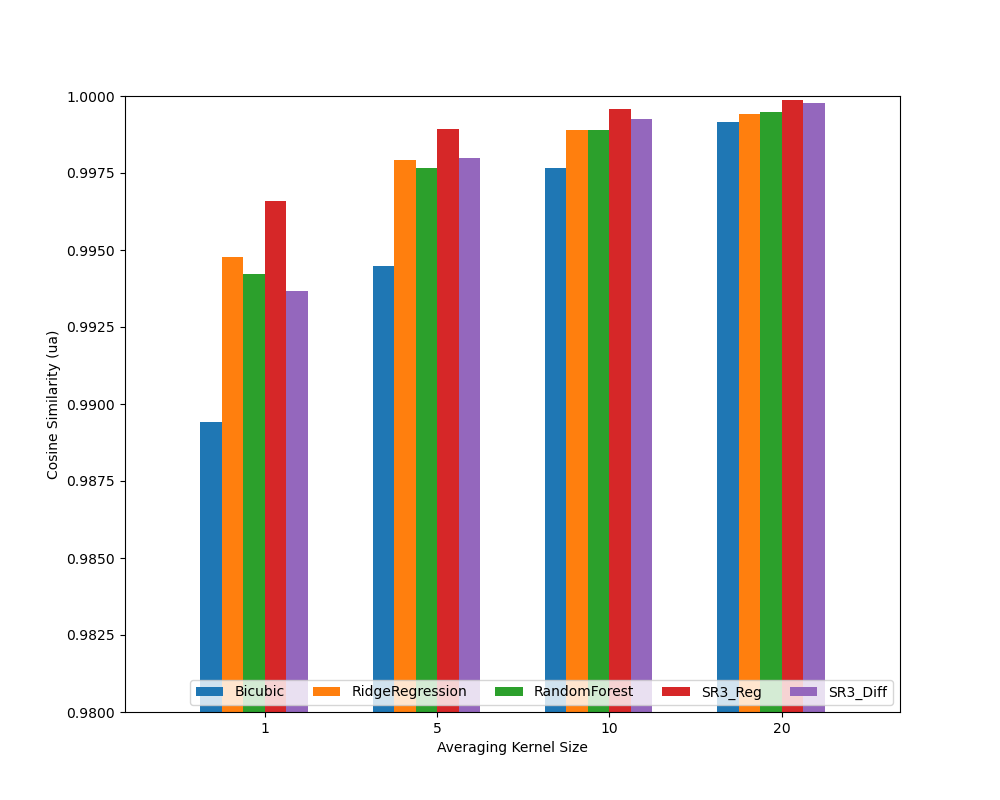 1.0000
0.9975
0.9950
0.9925
0.9900
0.9875
0.9850
0.9825
0.9800
Cosine Similarity (ua)
Bicubic RidgeRegression RandomForest SR3_Reg SR3_Diff
1 5 10 20
Averaging Kernel Size